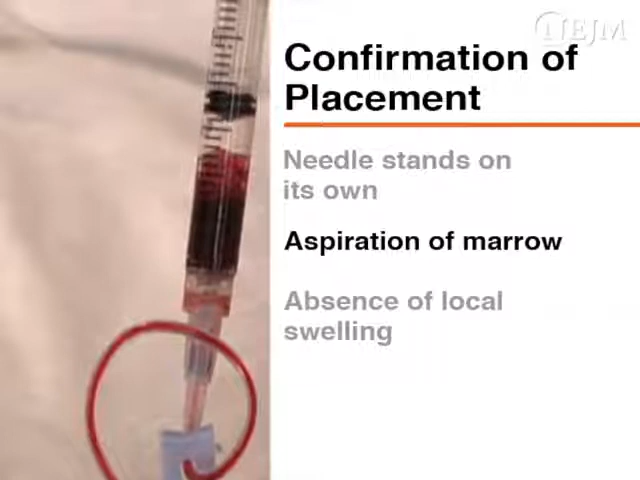 NEJM
Confirmation of
Placement
Needle stands on
its own
Aspiration of marrow
Absence of local
swelling